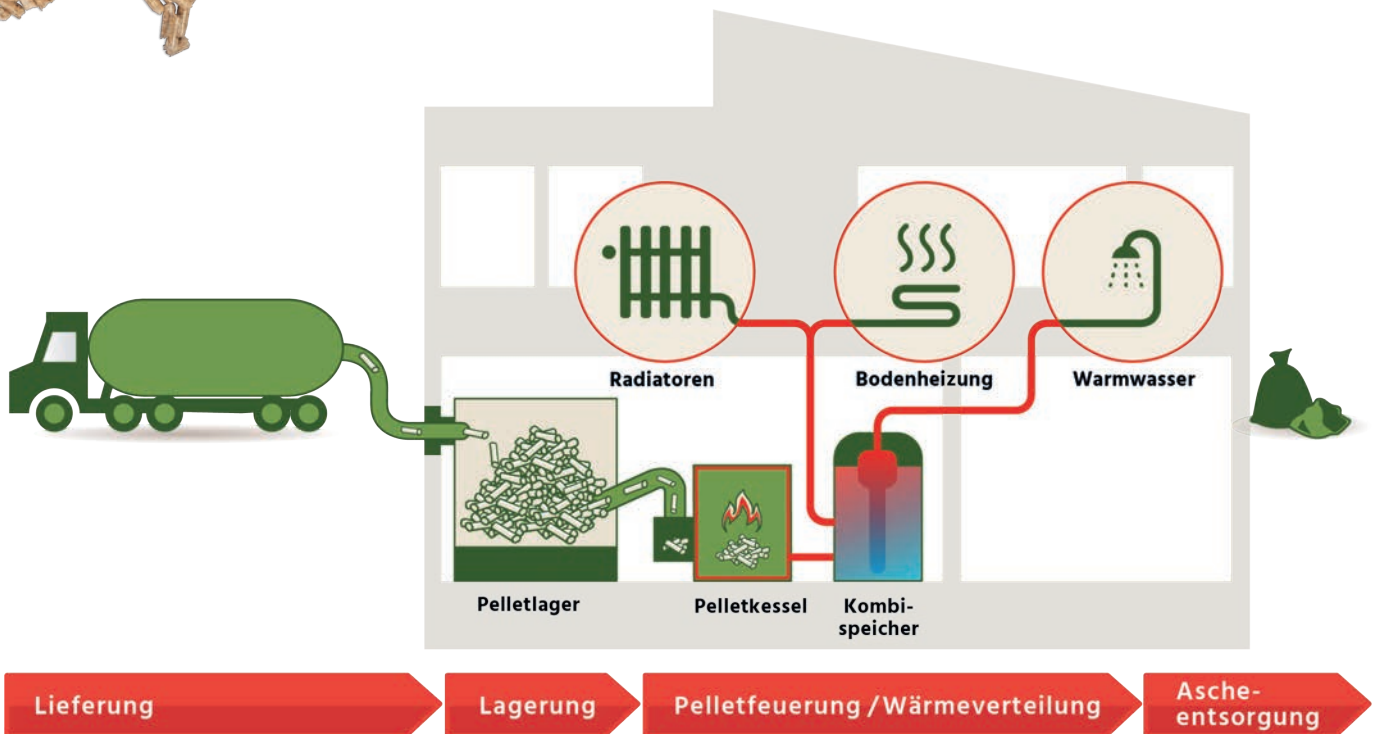 Radiatoren
Bodenheizung
Warmwasser
Pelletlager
Pelletkessel
Kombi-
speicher
Lieferung
Lagerung
Pelletfeuerung / Wärmeverteilung
Asche-
entsorgung